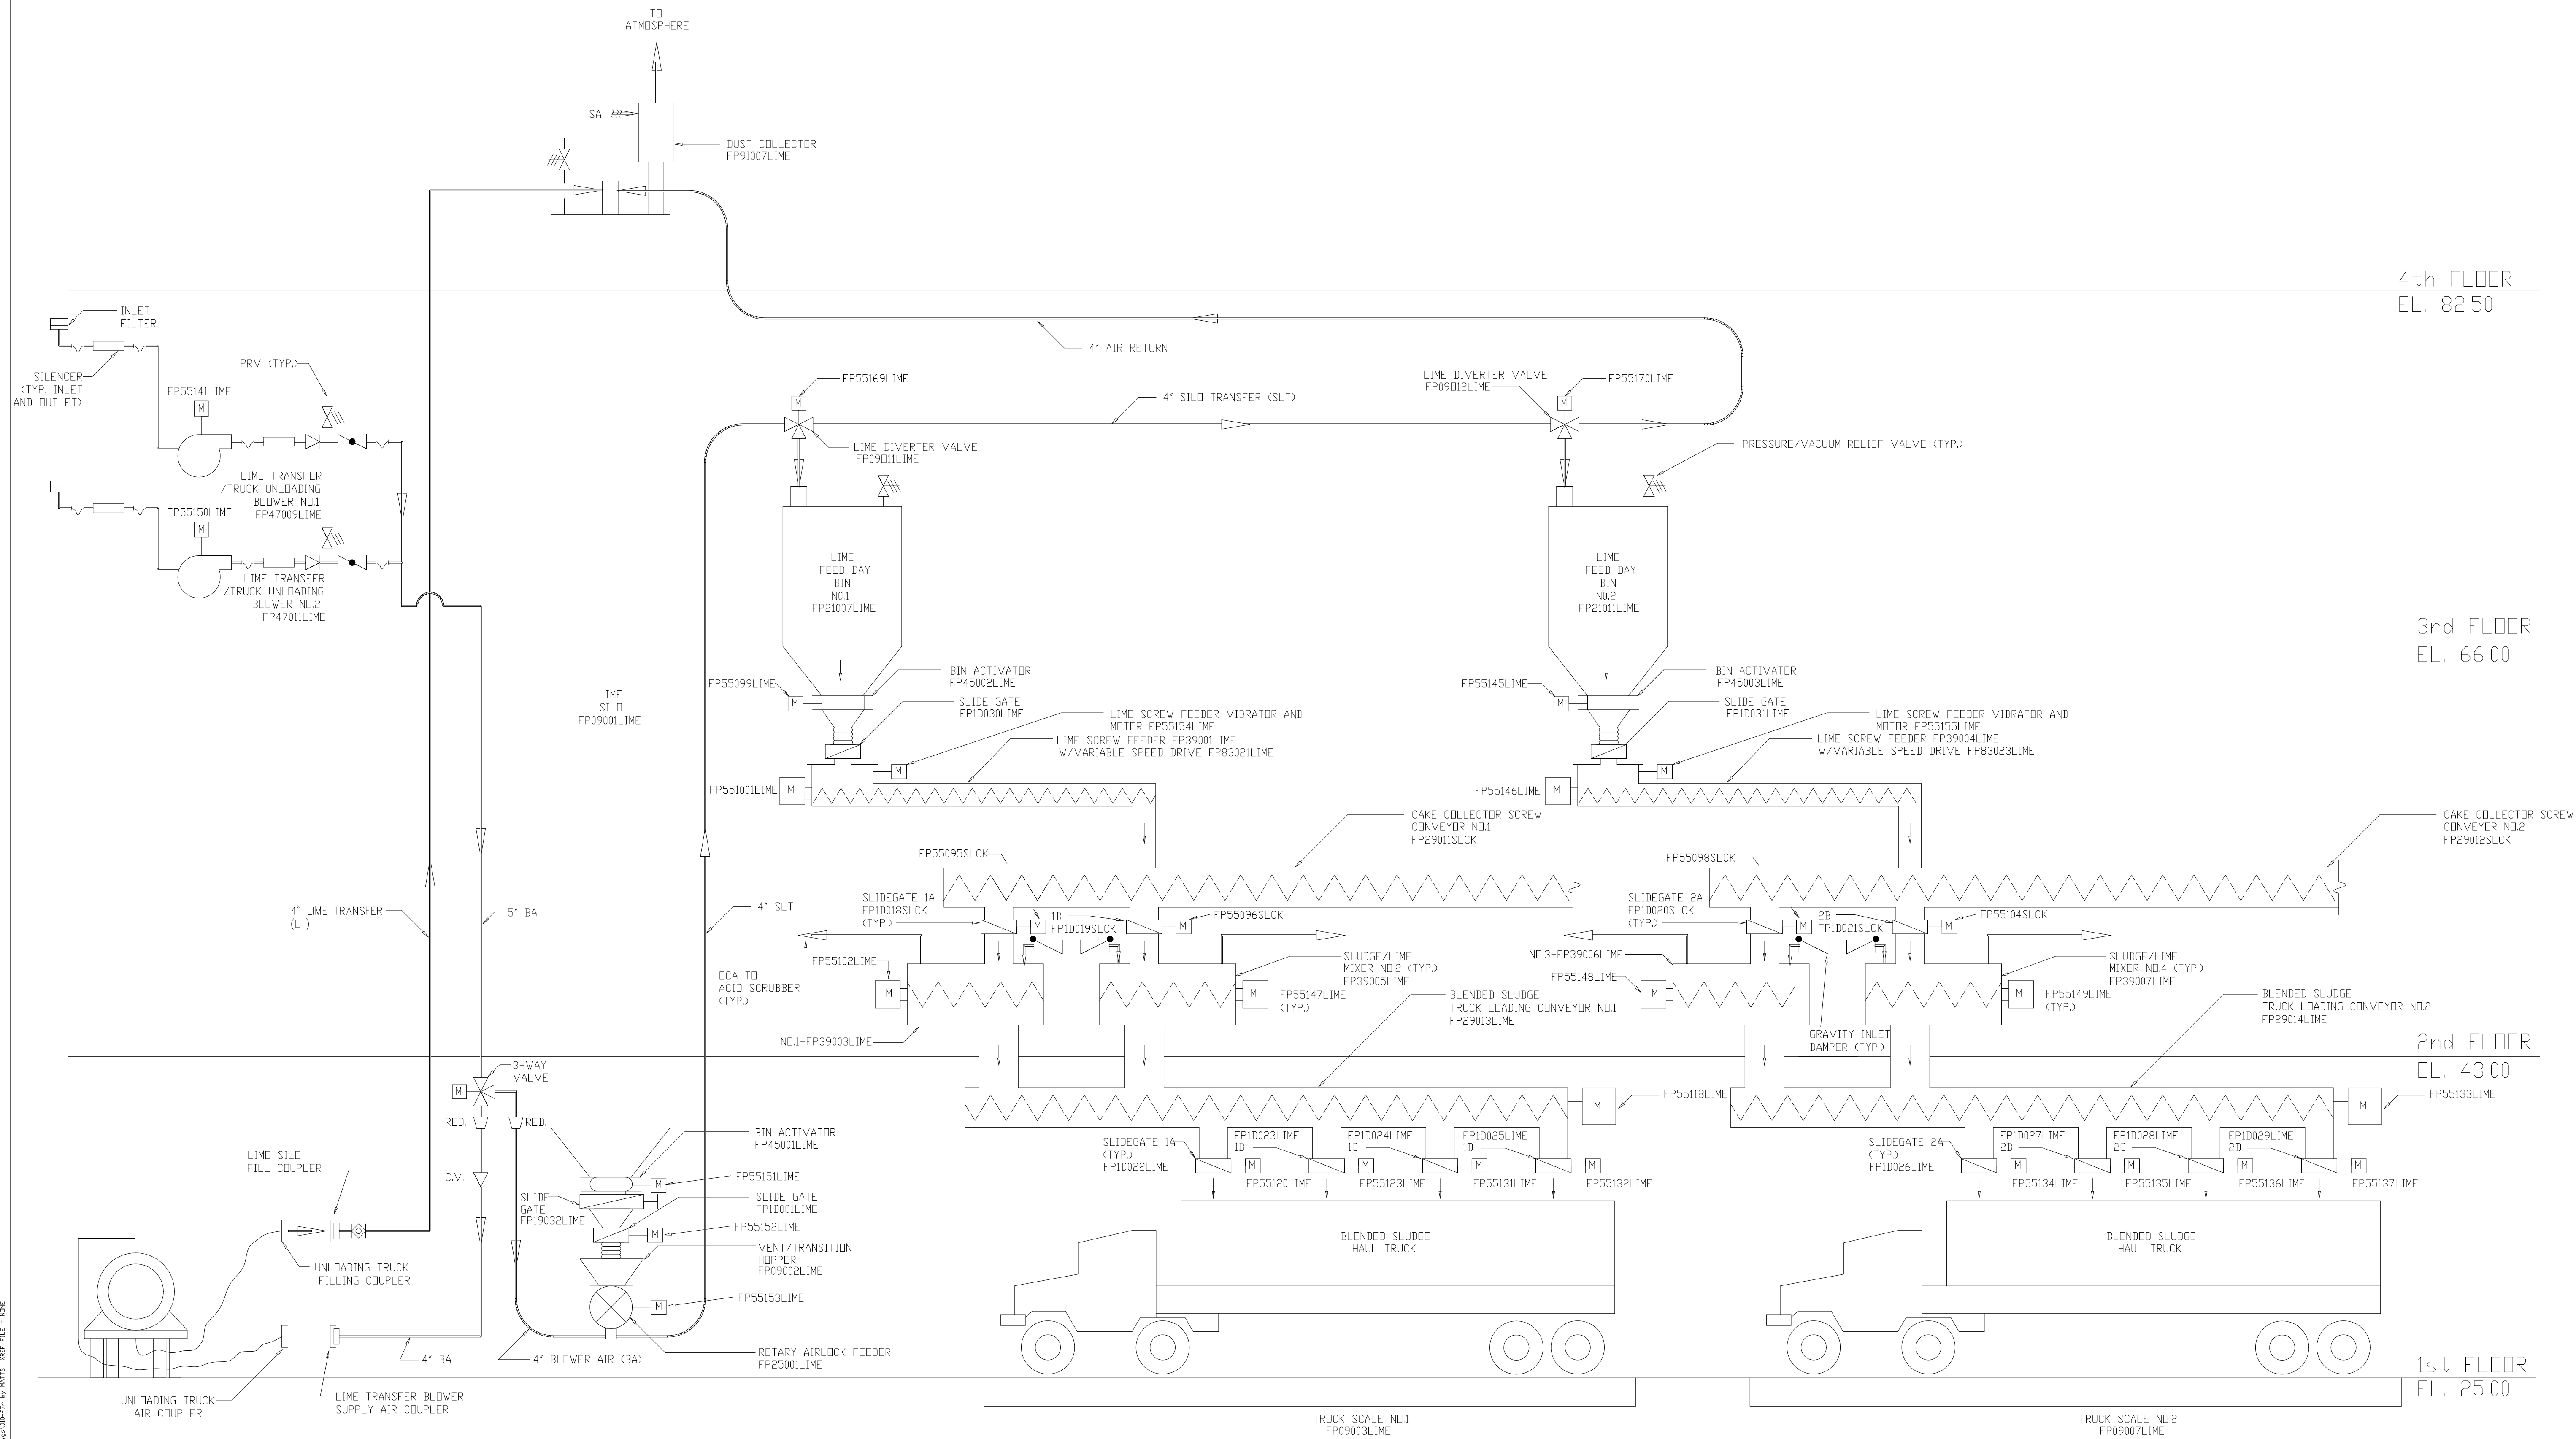 TO
ATMOSPHERE
SA
DUST COLLECTOR
FP9I007LIME
4th FLOOR
EL. 82.50
INLET
FILTER
4" AIR RETURN
PRV (TYP.)
SILENCER
(TYP. INLET
AND OUTLET)
FP55141LIME
M
FP55169LIME
M
LIME DIVERTER VALVE
FP09012LIME
FP55170LIME
M
4" SILO TRANSFER (SLT)
LIME DIVERTER VALVE
FP09011LIME
PRESSURE/VACUUM RELIEF VALVE (TYP.)
LIME TRANSFER
/TRUCK UNLOADING
BLOWER NO.1
FP47009LIME
FP55150LIME
M
LIME TRANSFER
/TRUCK UNLOADING
BLOWER NO.2
FP47011LIME
LIME
FEED DAY
BIN
NO.1
FP21007LIME
LIME
FEED DAY
BIN
NO.2
FP21011LIME
3rd FLOOR
EL. 66.00
LIME
SILO
FP09001LIME
FP55099LIME
M
BIN ACTIVATOR
FP45002LIME
SLIDE GATE
FP1D030LIME
LIME SCREW FEEDER VIBRATOR AND
MOTOR FP55154LIME
LIME SCREW FEEDER FP39001LIME
W/VARIABLE SPEED DRIVE FP83021LIME
M
FP551001LIME
M
FP55145LIME
M
BIN ACTIVATOR
FP45003LIME
SLIDE GATE
FP1D031LIME
LIME SCREW FEEDER VIBRATOR AND
MOTOR FP55155LIME
LIME SCREW FEEDER FP39004LIME
W/VARIABLE SPEED DRIVE FP83023LIME
M
FP55146LIME
M
CAKE COLLECTOR SCREW
CONVEYOR NO.1
FP29011SLCK
CAKE COLLECTOR SCREW
CONVEYOR NO.2
FP29012SLCK
FP55095SLCK
FP55098SLCK
SLIDEGATE 1A
FP1D018SLCK
(TYP.)
M
1B
FP1D019SLCK
M
FP55096SLCK
SLIDEGATE 2A
FP1D020SLCK
(TYP.)
M
2B
FP1D021SLCK
M
FP55104SLCK
4" LIME TRANSFER
(LT)
5" BA
4" SLT
OCA TO
ACID SCRUBBER
(TYP.)
FP55102LIME
M
SLUDGE/LIME
MIXER NO.2 (TYP.)
FP39005LIME
M
FP55147LIME
(TYP.)
NO.1-FP39003LIME
BLENDED SLUDGE
TRUCK LOADING CONVEYOR NO.1
FP29013LIME
NO.3-FP39006LIME
FP55148LIME
M
SLUDGE/LIME
MIXER NO.4 (TYP.)
FP39007LIME
M
FP55149LIME
(TYP.)
GRAVITY INLET
DAMPER (TYP.)
BLENDED SLUDGE
TRUCK LOADING CONVEYOR NO.2
FP29014LIME
2nd FLOOR
EL. 43.00
3-WAY
VALVE
M
RED.
RED.
C.V.
M
FP55118LIME
M
FP55133LIME
SLIDEGATE 1A
(TYP.)
FP1D022LIME
M
FP1D023LIME
1B
M
FP1D024LIME
1C
M
FP1D025LIME
1D
M
FP55120LIME
FP55123LIME
FP55131LIME
FP55132LIME
SLIDEGATE 2A
(TYP.)
FP1D026LIME
M
FP1D027LIME
2B
M
FP1D028LIME
2C
M
FP1D029LIME
2D
M
FP55134LIME
FP55135LIME
FP55136LIME
FP55137LIME
BIN ACTIVATOR
FP45001LIME
M
FP55151LIME
SLIDE
GATE
FP19032LIME
SLIDE GATE
FP1D001LIME
M
FP55152LIME
VENT/TRANSITION
HOPPER
FP09002LIME
M
FP55153LIME
ROTARY AIRLOCK FEEDER
FP25001LIME
LIME SILO
FILL COUPLER
UNLOADING TRUCK
FILLING COUPLER
4" BA
4" BLOWER AIR (BA)
UNLOADING TRUCK
AIR COUPLER
LIME TRANSFER BLOWER
SUPPLY AIR COUPLER
BLENDED SLUDGE
HAUL TRUCK
BLENDED SLUDGE
HAUL TRUCK
1st FLOOR
EL. 25.00
TRUCK SCALE NO.1
FP09003LIME
TRUCK SCALE NO.2
FP09007LIME
by MATTS XREF FILE = NONE